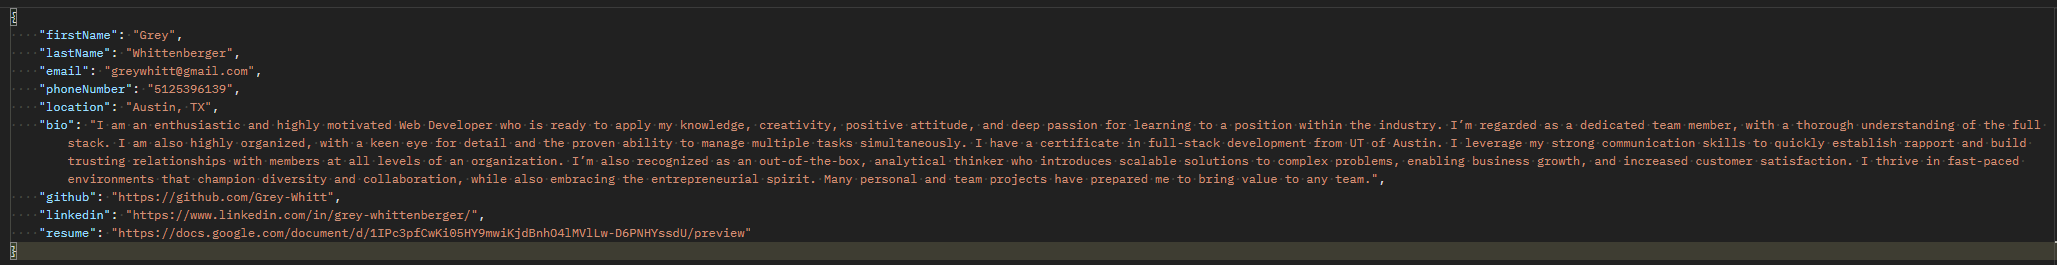 {
    "firstName": "Grey",
    "lastName": "Whittenberger",
    "email": "greywhitt@gmail.com",
    "phoneNumber": "5125396139",
    "location": "Austin, TX",
    "bio": "I am an enthusiastic and highly motivated Web Developer who is ready to apply my knowledge, creativity, positive attitude, and deep passion for learning to a position within the industry. I’m regarded as a dedicated team member, with a thorough understanding of the full
stack. I am also highly organized, with a keen eye for detail and the proven ability to manage multiple tasks simultaneously. I have a certificate in full-stack development from UT of Austin. I leverage my strong communication skills to quickly establish rapport and build
trusting relationships with members at all levels of an organization. I’m also recognized as an out-of-the-box, analytical thinker who introduces scalable solutions to complex problems, enabling business growth, and increased customer satisfaction. I thrive in fast-paced
environments that champion diversity and collaboration, while also embracing the entrepreneurial spirit. Many personal and team projects have prepared me to bring value to any team.",
    "github": "https://github.com/Grey-Whitt",
    "linkedin": "https://www.linkedin.com/in/grey-whittenberger/",
    "resume": "https://docs.google.com/document/d/1IPc3pfCwKi05HY9mwiKjdBnhO4lMVlLw-D6PNHYssdU/preview"
}